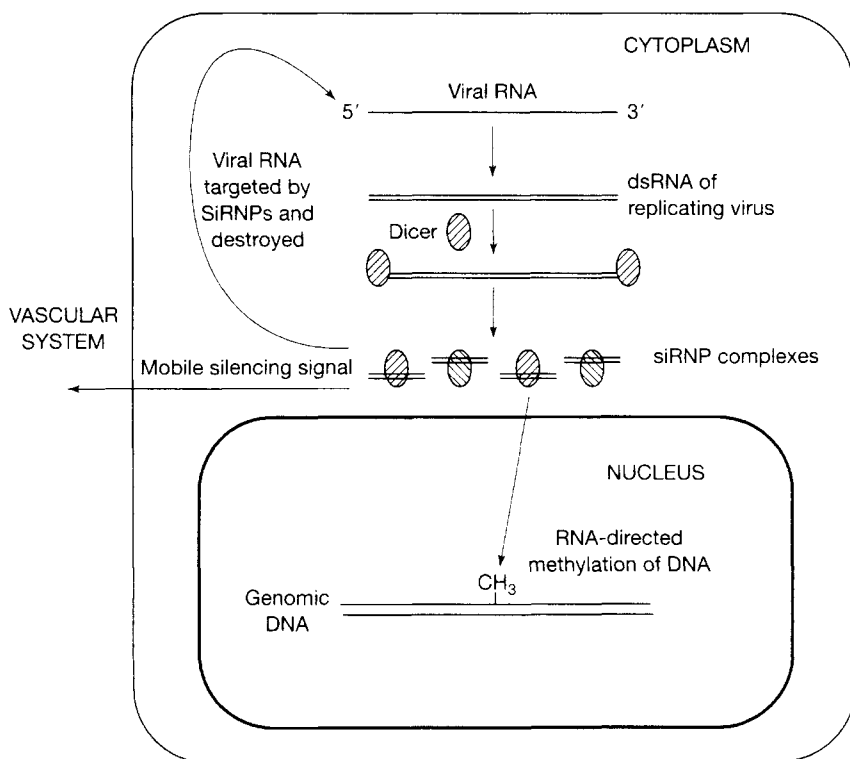 CYTOPLASM
Viral RNA
5′
3′
Viral RNA
targeted by
SiRNPs and
destroyed
dsRNA of
replicating virus
Dicer
VASCULAR
SYSTEM
siRNP complexes
Mobile silencing signal
NUCLEUS
RNA-directed
methylation of DNA
CH₃
Genomic
DNA